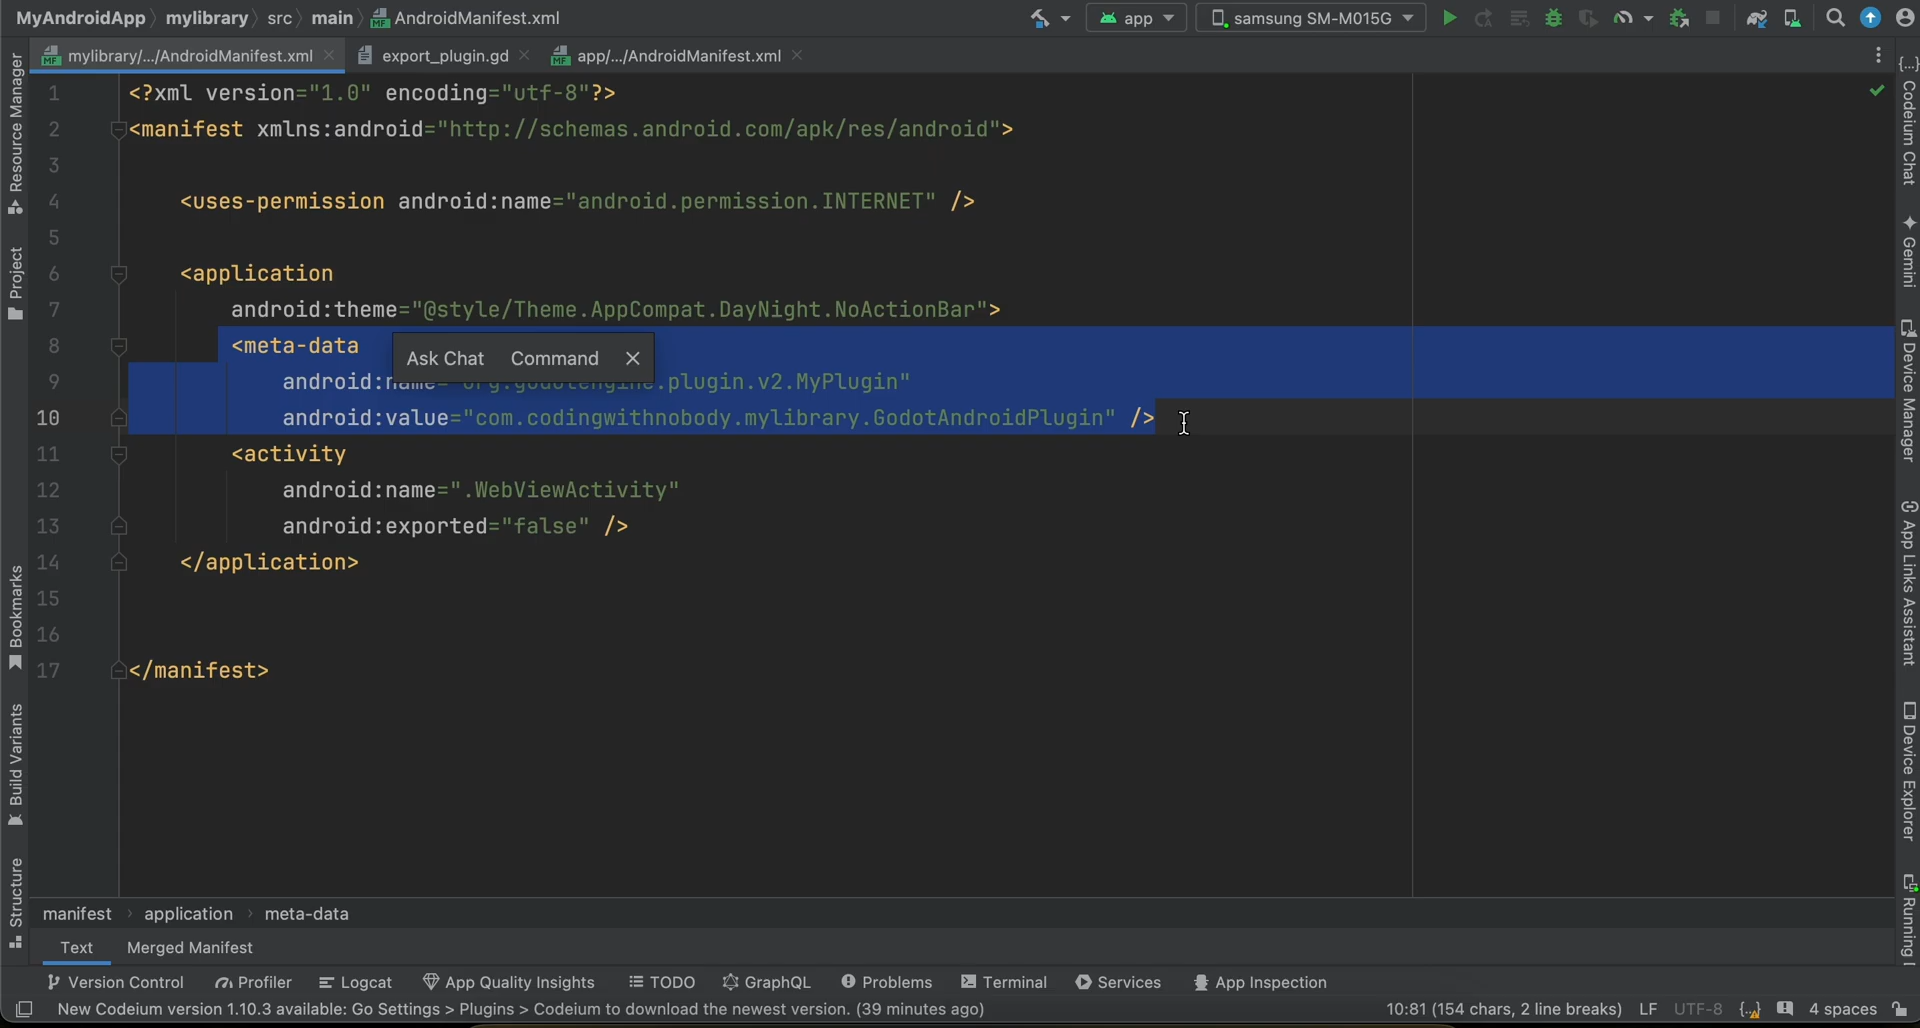 MyAndroidApp mylibrary src main AndroidManifest.xml app samsung SM-M015G
mylibrary/.../AndroidManifest.xml export_plugin.gd app/.../AndroidManifest.xml
1 <?xml version="1.0" encoding="utf-8"?>
2 <manifest xmlns:android="http://schemas.android.com/apk/res/android">
3
4 <uses-permission android:name="android.permission.INTERNET" />
5
6 <application
7 android:theme="@style/Theme.AppCompat.DayNight.NoActionBar">
8 <meta-data
Ask Chat Command
9 android:name="org.godotengine.plugin.v2.MyPlugin"
10 android:value="com.codingwithnobody.mylibrary.GodotAndroidPlugin" />
11 <activity
12 android:name=".WebViewActivity"
13 android:exported="false" />
14 </application>
15
16
17 </manifest>
manifest application meta-data
Text Merged Manifest
Version Control Profiler Logcat App Quality Insights TODO GraphQL Problems Terminal Services App Inspection
New Codeium version 1.10.3 available: Go Settings > Plugins > Codeium to download the newest version. (39 minutes ago) 10:81 (154 chars, 2 line breaks) LF UTF-8 4 spaces
Resource Manager
Project
Bookmarks
Build Variants
Structure
{...} Codeium Chat
Gemini
Device Manager
App Links Assistant
Device Explorer
Running